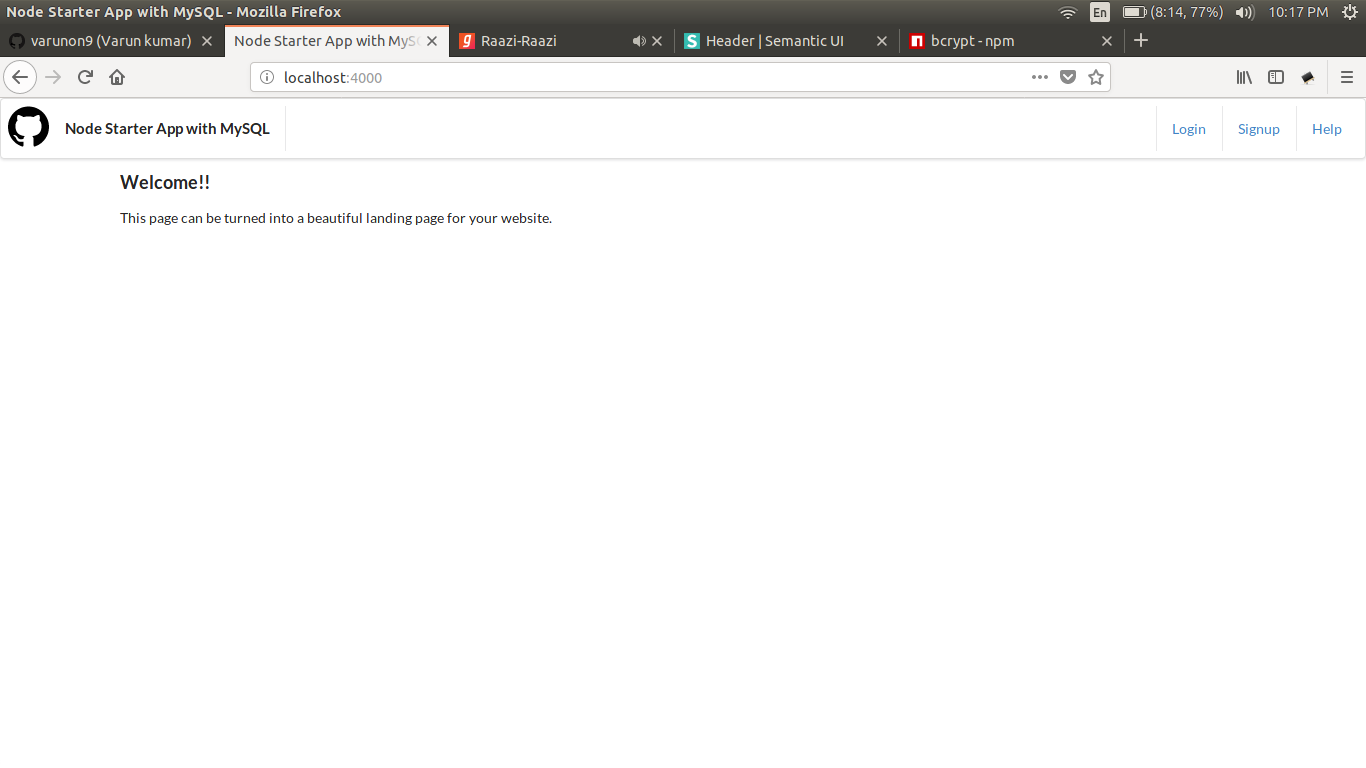 Node Starter App with MySQL - Mozilla Firefox
En (8:14, 77%) 10:17 PM
varunon9 (Varun kumar) Node Starter App with MySQ Raazi-Raazi Header | Semantic UI bcrypt - npm
localhost:4000
Node Starter App with MySQL Login Signup Help
Welcome!!
This page can be turned into a beautiful landing page for your website.